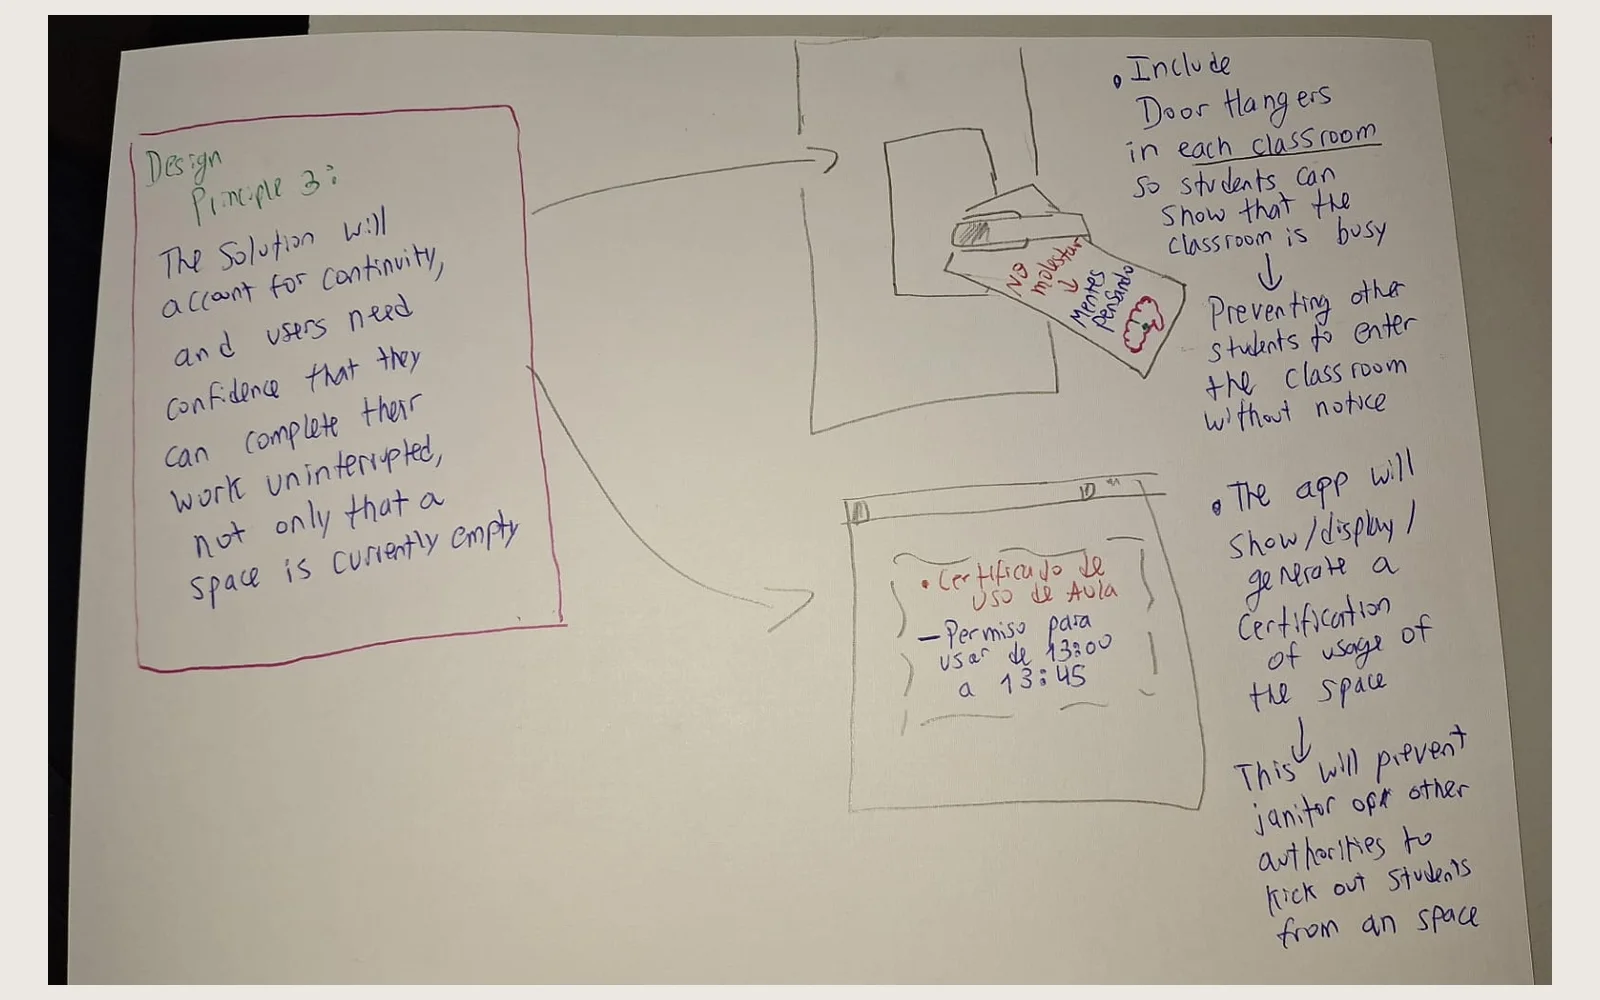 Design
Principle 3:
The solution will
account for continuity,
and users need
confidence that they
can complete their
work uninterrupted,
not only that a
space is currently empty
No
molestar
Mentes
pensando
• Include
Door Hangers
in each classroom
so students can
show that the
classroom is busy
↓
Preventing other
students to enter
the classroom
without notice
• Certificado de
Uso de Aula
– Permiso para
usar de 13:00
a 13:45
• The app will
show/display/
generate a
certification
of usage of
the space
↓
This will prevent
janitor or other
authorities to
kick out students
from an space